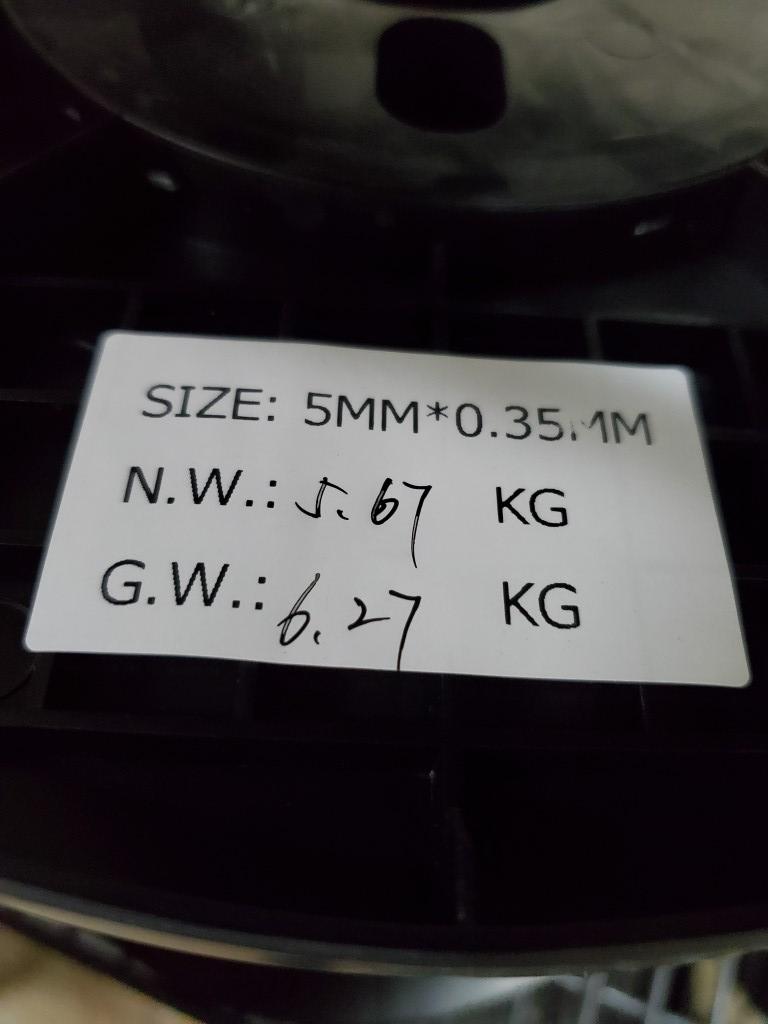 SIZE: 5MM*0.35MM
N.W.: 5.67 KG
G.W.: 6.27 KG